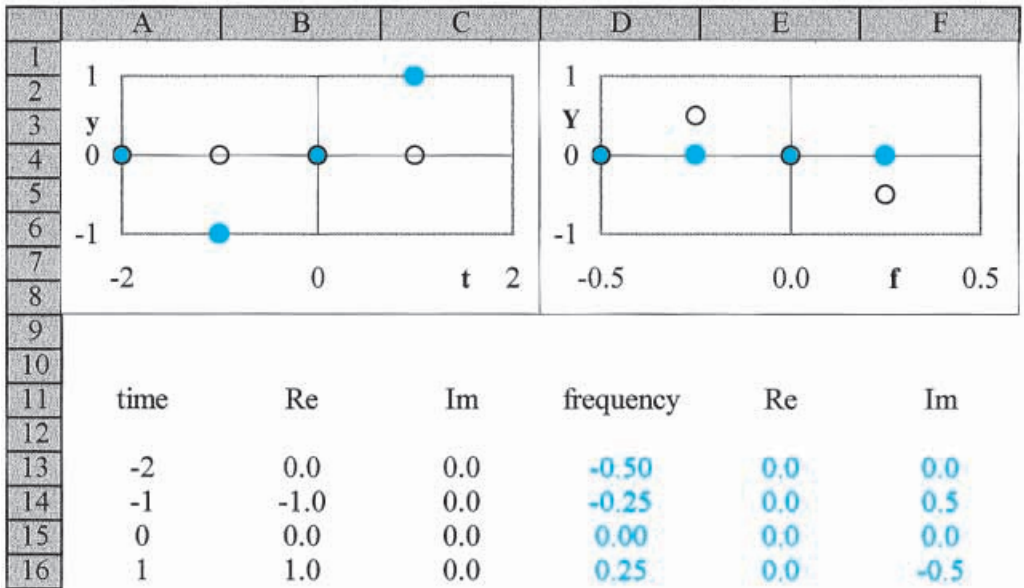 A B C D E F
1 1 1
2
3 y Y
4 0 0
5
6 -1 -1
7
8 -2 0 t 2 -0.5 0.0 f 0.5
9
10
11 time Re Im frequency Re Im
12
13 -2 0.0 0.0 -0.50 0.0 0.0
14 -1 -1.0 0.0 -0.25 0.0 0.5
15 0 0.0 0.0 0.00 0.0 0.0
16 1 1.0 0.0 0.25 0.0 -0.5